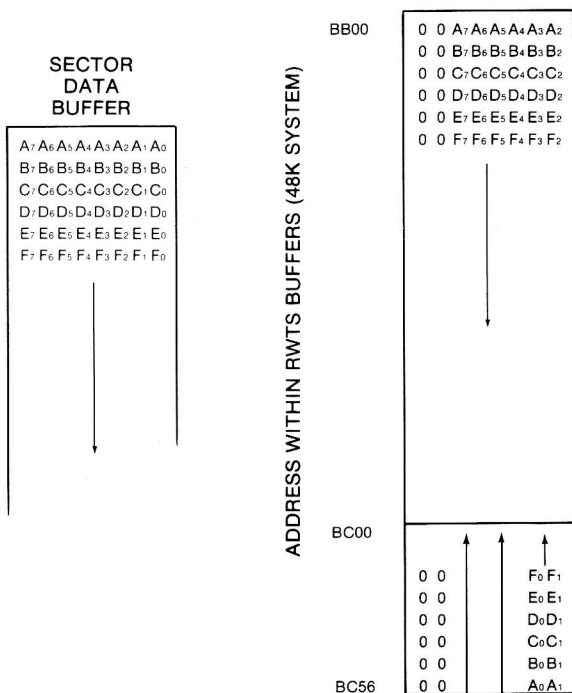 SECTOR
DATA
BUFFER
A7 A6 A5 A4 A3 A2 A1 A0
B7 B6 B5 B4 B3 B2 B1 B0
C7 C6 C5 C4 C3 C2 C1 C0
D7 D6 D5 D4 D3 D2 D1 D0
E7 E6 E5 E4 E3 E2 E1 E0
F7 F6 F5 F4 F3 F2 F1 F0
ADDRESS WITHIN RWTS BUFFERS (48K SYSTEM)
BB00
0 0 A7 A6 A5 A4 A3 A2
0 0 B7 B6 B5 B4 B3 B2
0 0 C7 C6 C5 C4 C3 C2
0 0 D7 D6 D5 D4 D3 D2
0 0 E7 E6 E5 E4 E3 E2
0 0 F7 F6 F5 F4 F3 F2
BC00
0 0 F0 F1
0 0 E0 E1
0 0 D0 D1
0 0 C0 C1
0 0 B0 B1
BC56
0 0 A0 A1